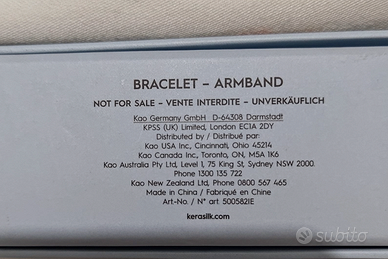 BRACELET – ARMBAND
NOT FOR SALE – VENTE INTERDITE – UNVERKÄUFLICH
Kao Germany GmbH D-64308 Darmstadt
KPSS (UK) Limited, London EC1A 2DY
Distributed by / Distribué par:
Kao USA Inc., Cincinnati, Ohio 45214
Kao Canada Inc., Toronto, ON, M5A 1K6
Kao Australia Pty Ltd, Level 1, 75 King St, Sydney NSW 2000.
Phone 1300 135 722
Kao New Zealand Ltd, Phone 0800 567 465
Made in China / Fabriqué en Chine
Art-No. / N° art 500582IE
kerasilk.com
subito